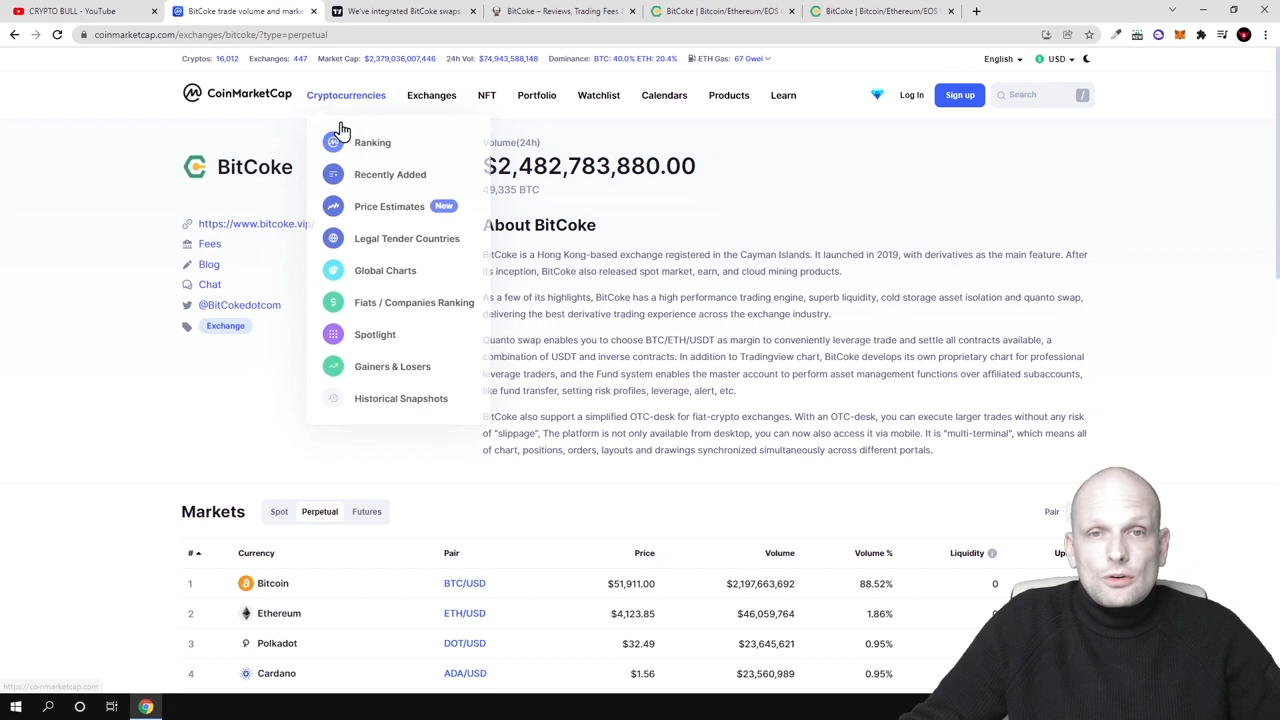 CRYPTO BULL - YouTube
BitCoke trade volume and marke
We've integrated BitCoke swaps
BitCoke – Reviews, Trading Fees &
BitCoke | Bitcoin/Ethereum/EOS
BitCoke | Bitcoin/Ethereum/EOS
coinmarketcap.com/exchanges/bitcoke/?type=perpetual
Cryptos: 16,012 Exchanges: 447 Market Cap: $2,379,036,007,446 24h Vol: $74,943,588,148 Dominance: BTC: 40.0% ETH: 20.4% ETH Gas: 67 Gwei
English USD
CoinMarketCap Cryptocurrencies Exchanges NFT Portfolio Watchlist Calendars Products Learn Log In Sign up Search /
BitCoke
https://www.bitcoke.vip/
Fees
Blog
Chat
@BitCokedotcom
Exchange
Ranking
Recently Added
Price Estimates New
Legal Tender Countries
Global Charts
Fiats / Companies Ranking
Spotlight
Gainers & Losers
Historical Snapshots
Volume(24h)
$2,482,783,880.00
49,335 BTC
About BitCoke
BitCoke is a Hong Kong-based exchange registered in the Cayman Islands. It launched in 2019, with derivatives as the main feature. After
its inception, BitCoke also released spot market, earn, and cloud mining products.
As a few of its highlights, BitCoke has a high performance trading engine, superb liquidity, cold storage asset isolation and quanto swap,
delivering the best derivative trading experience across the exchange industry.
Quanto swap enables you to choose BTC/ETH/USDT as margin to conveniently leverage trade and settle all contracts available, a
combination of USDT and inverse contracts. In addition to Tradingview chart, BitCoke develops its own proprietary chart for professional
leverage traders, and the Fund system enables the master account to perform asset management functions over affiliated subaccounts,
like fund transfer, setting risk profiles, leverage, alert, etc.
BitCoke also support a simplified OTC-desk for fiat-crypto exchanges. With an OTC-desk, you can execute larger trades without any risk
of "slippage", The platform is not only available from desktop, you can now also access it via mobile. It is "multi-terminal", which means all
of chart, positions, orders, layouts and drawings synchronized simultaneously across different portals.
Markets Spot Perpetual Futures Pair
# Currency Pair Price Volume Volume % Liquidity Up
1 Bitcoin BTC/USD $51,911.00 $2,197,663,692 88.52% 0
2 Ethereum ETH/USD $4,123.85 $46,059,764 1.86% 0
3 Polkadot DOT/USD $32.49 $23,645,621 0.95%
4 Cardano ADA/USD $1.56 $23,560,989 0.95%
https://coinmarketcap.com